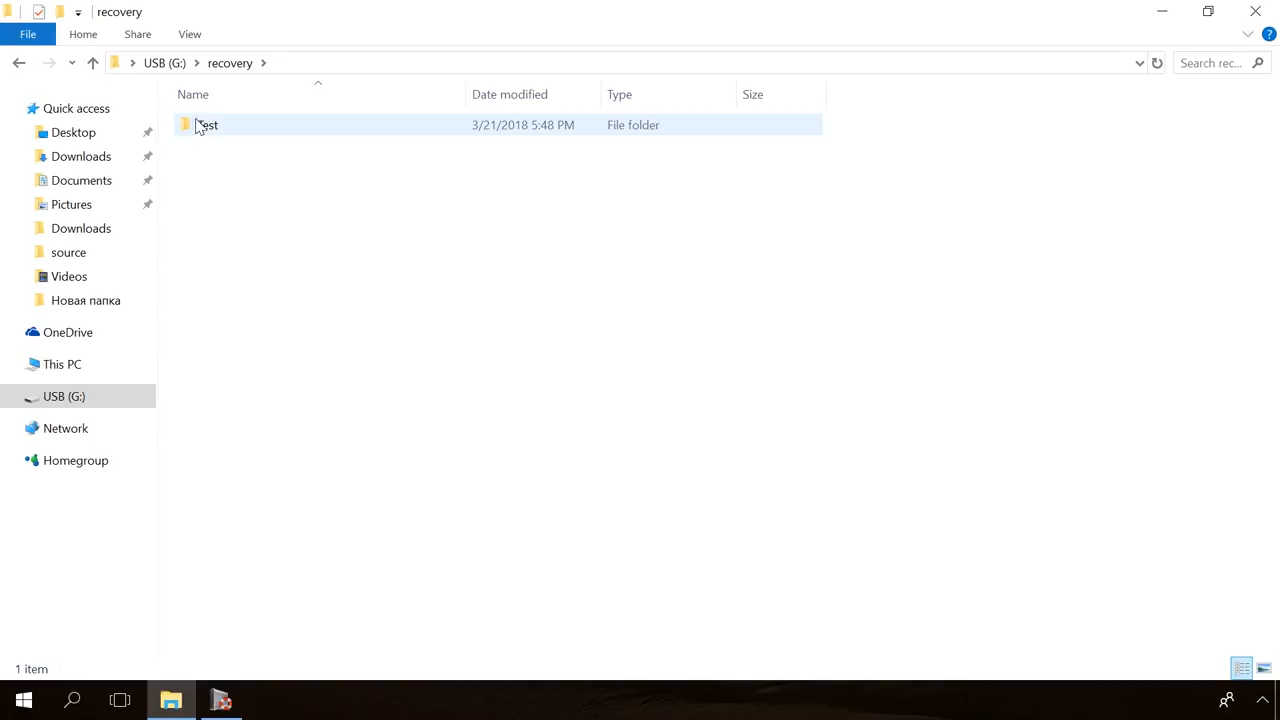 recovery
File Home Share View
?
USB (G:) recovery
Search rec...
Name Date modified Type Size
Test 3/21/2018 5:48 PM File folder
Quick access
Desktop
Downloads
Documents
Pictures
Downloads
source
Videos
Новая папка
OneDrive
This PC
USB (G:)
Network
Homegroup
1 item